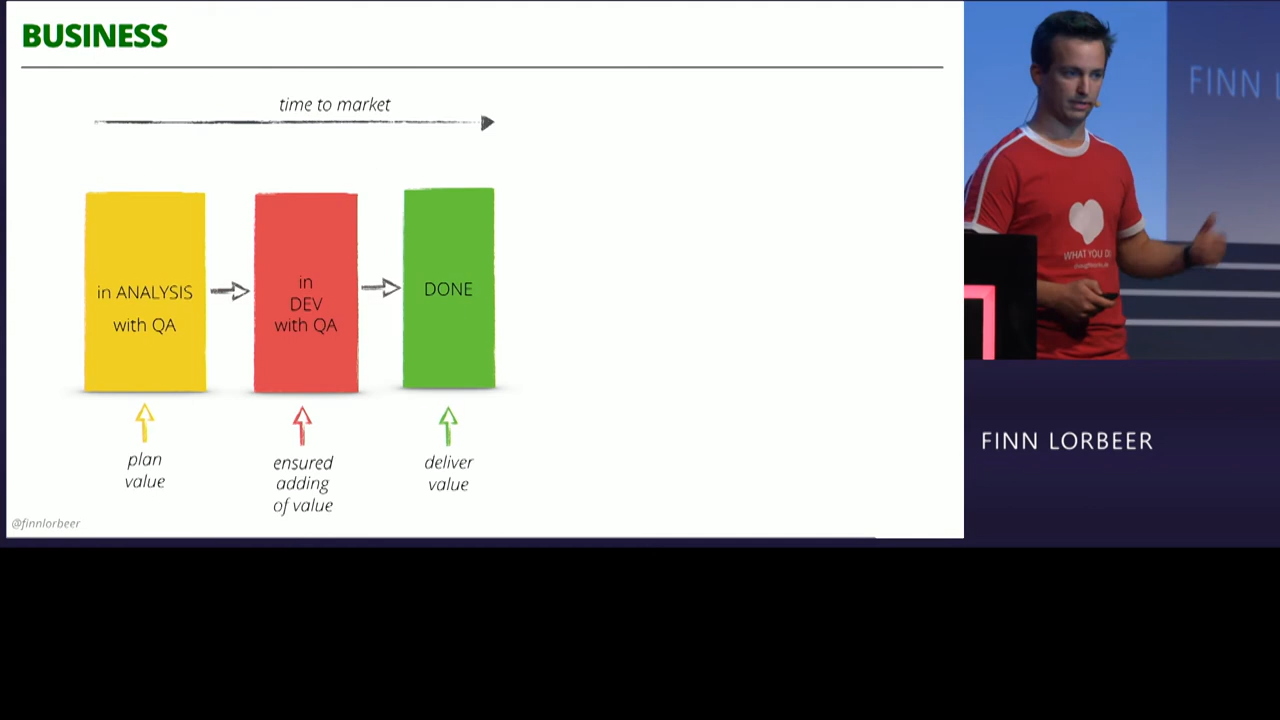 BUSINESS
time to market
in ANALYSIS
with QA
in
DEV
with QA
DONE
plan
value
ensured
adding
of value
deliver
value
@finnlorbeer
FINN
WHAT YOU DO
FINN LORBEER